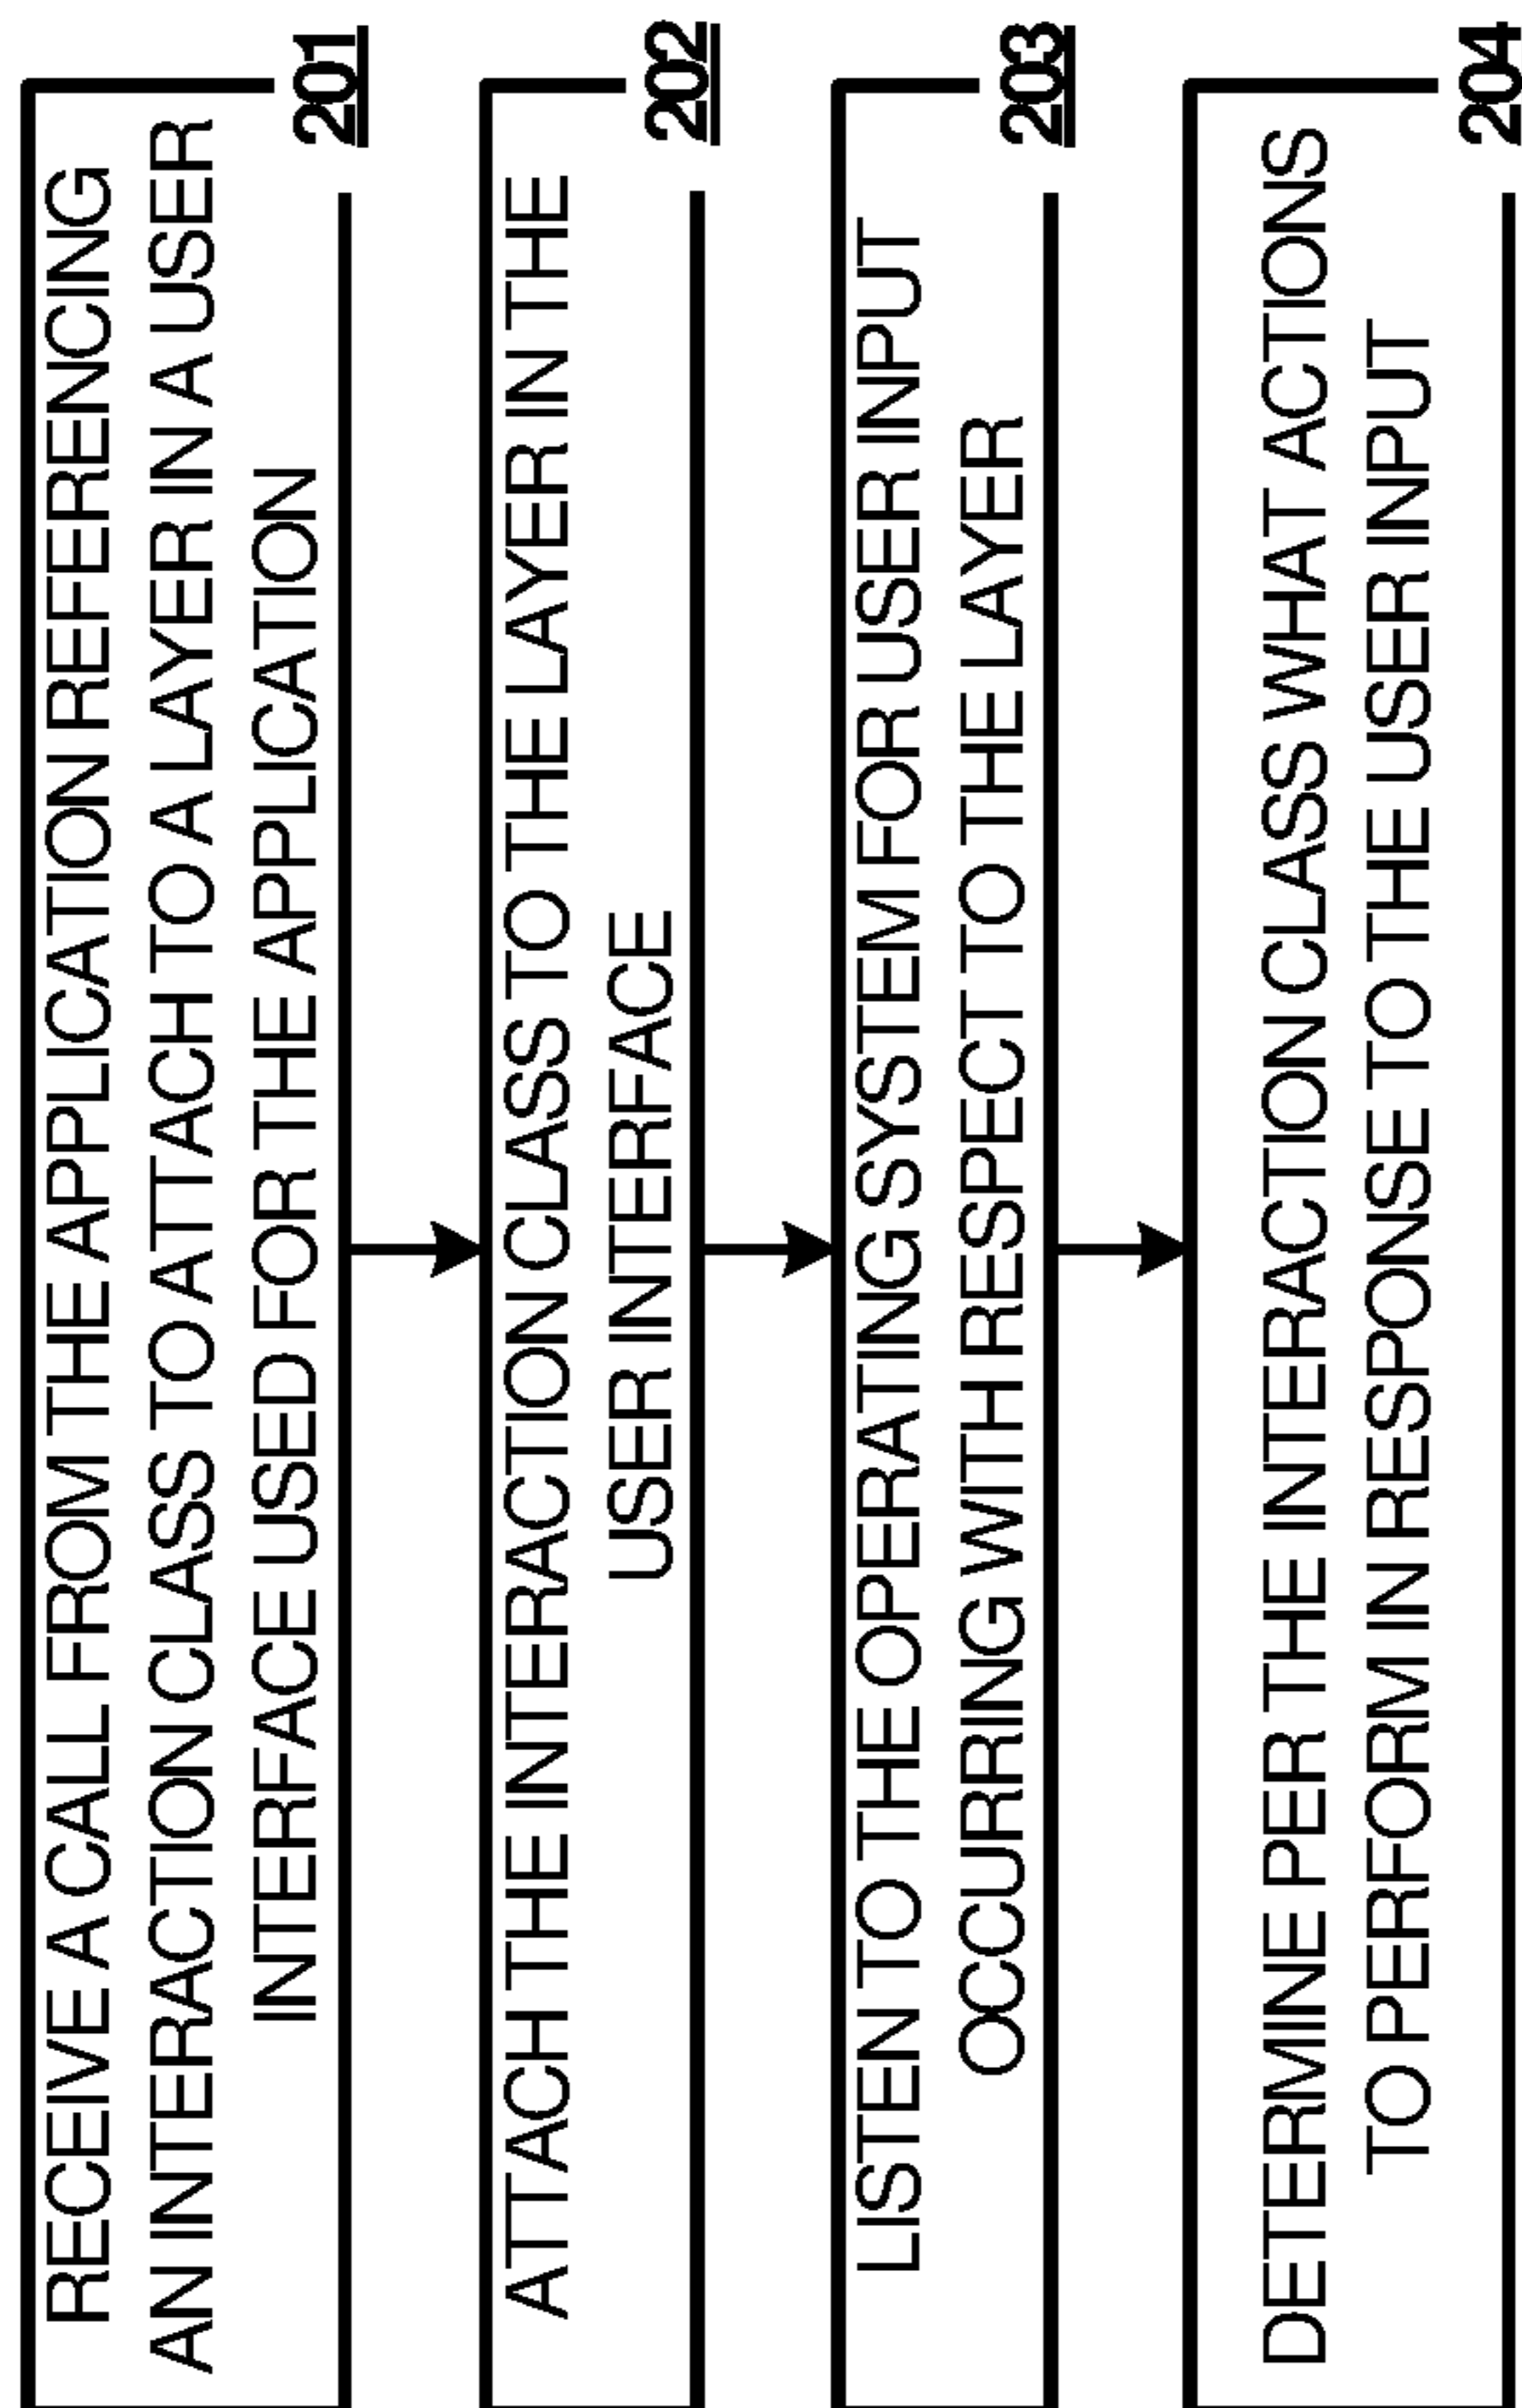 RECEIVE A CALL FROM THE APPLICATION REFERENCING
AN INTERACTION CLASS TO ATTACH TO A LAYER IN A USER
INTERFACE USED FOR THE APPLICATION
201
ATTACH THE INTERACTION CLASS TO THE LAYER IN THE
USER INTERFACE
202
LISTEN TO THE OPERATING SYSTEM FOR USER INPUT
OCCURRING WITH RESPECT TO THE LAYER
203
DETERMINE PER THE INTERACTION CLASS WHAT ACTIONS
TO PERFORM IN RESPONSE TO THE USER INPUT
204